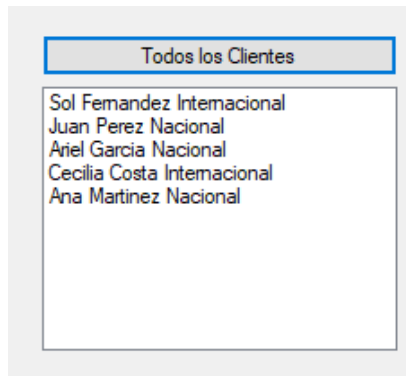 Todos los Clientes
Sol Fernandez Internacional
Juan Perez Nacional
Ariel Garcia Nacional
Cecilia Costa Internacional
Ana Martinez Nacional